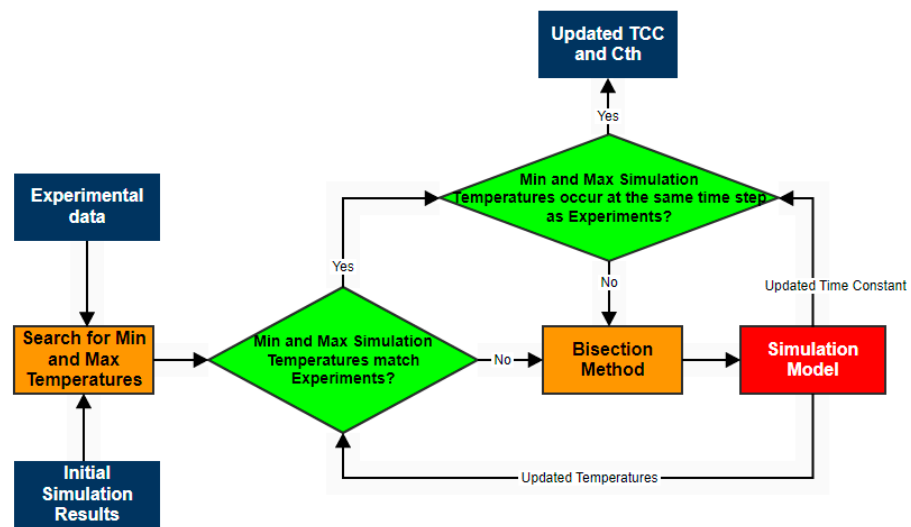 Updated TCC
and Cth
Yes
Min and Max Simulation
Temperatures occur at the same time step
as Experiments?
Experimental
data
Yes
No
Updated Time Constant
Search for Min
and Max
Temperatures
Min and Max Simulation
Temperatures match
Experiments?
No
Bisection
Method
Simulation
Model
Updated Temperatures
Initial
Simulation
Results